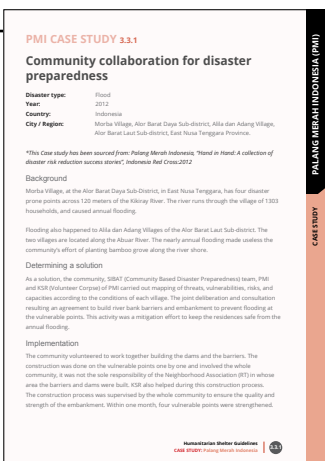 PMI CASE STUDY 3.3.1
Community collaboration for disaster
preparedness
Disaster type: Flood
Year: 2012
Country: Indonesia
City / Region: Morba Village, Alor Barat Daya Sub-district, Alila dan Adang Village,
Alor Barat Laut Sub-district, East Nusa Tenggara Province.
*This Case study has been sourced from: Palang Merah Indonesia, "Hand in Hand: A collection of
disaster risk reduction success stories", Indonesia Red Cross:2012
Background
Morba Village, at the Alor Barat Daya Sub-District, in East Nusa Tenggara, has four disaster
prone points across 120 meters of the Kikiray River. The river runs through the village of 1303
households, and caused annual flooding.
Flooding also happened to Alila dan Adang Villages of the Alor Barat Laut Sub-district. The
two villages are located along the Abuar River. The nearly annual flooding made useless the
community's effort of planting bamboo grove along the river shore.
Determining a solution
As a solution, the community, SIBAT (Community Based Disaster Preparedness) team, PMI
and KSR (Volunteer Corpse) of PMI carried out mapping of threats, vulnerabilities, risks, and
capacities according to the conditions of each village. The joint deliberation and consultation
resulting an agreement to build river bank barriers and embankment to prevent flooding at
the vulnerable points. This activity was a mitigation effort to keep the residences safe from the
annual flooding.
Implementation
The community volunteered to work together building the dams and the barriers. The
construction was done on the vulnerable points one by one and involved the whole
community, it was not the sole responsibility of the Neighborhood Association (RT) in whose
area the barriers and dams were built. KSR also helped during this construction process.
The construction process was supervised by the whole community to ensure the quality and
strength of the embankment. Within one month, four vulnerable points were strengthened.
Humanitarian Shelter Guidelines
CASE STUDY: Palang Merah Indonesia
3.3.1
PALANG MERAH INDONESIA (PMI)
CASE STUDY